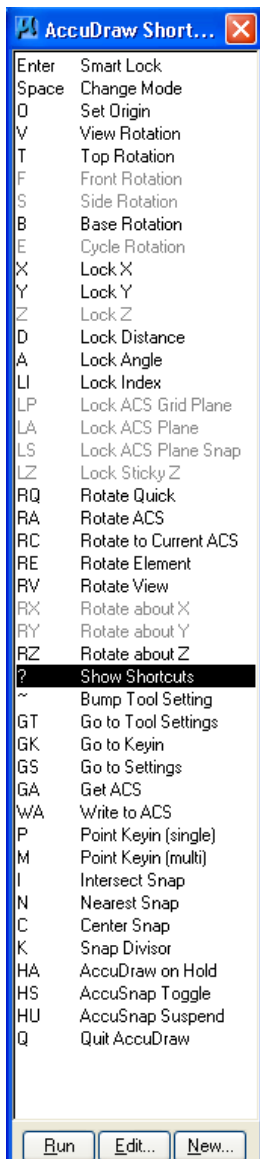 AccuDraw Short...
Enter Smart Lock
Space Change Mode
O Set Origin
V View Rotation
T Top Rotation
F Front Rotation
S Side Rotation
B Base Rotation
E Cycle Rotation
X Lock X
Y Lock Y
Z Lock Z
D Lock Distance
A Lock Angle
LI Lock Index
LP Lock ACS Grid Plane
LA Lock ACS Plane
LS Lock ACS Plane Snap
LZ Lock Sticky Z
RQ Rotate Quick
RA Rotate ACS
RC Rotate to Current ACS
RE Rotate Element
RV Rotate View
RX Rotate about X
RY Rotate about Y
RZ Rotate about Z
? Show Shortcuts
~ Bump Tool Setting
GT Go to Tool Settings
GK Go to Keyin
GS Go to Settings
GA Get ACS
WA Write to ACS
P Point Keyin (single)
M Point Keyin (multi)
I Intersect Snap
N Nearest Snap
C Center Snap
K Snap Divisor
HA AccuDraw on Hold
HS AccuSnap Toggle
HU AccuSnap Suspend
Q Quit AccuDraw
Run Edit... New...